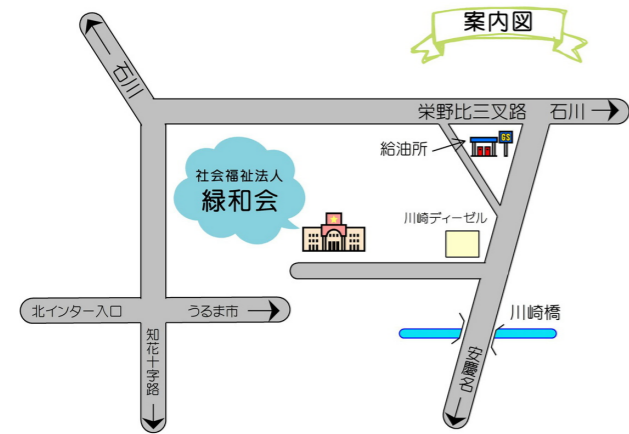 案内図
石川
栄野比三叉路
石川
GS
給油所
社会福祉法人
緑和会
川崎ディーゼル
北インター入口
うるま市
川崎橋
知花十字路
安慶名